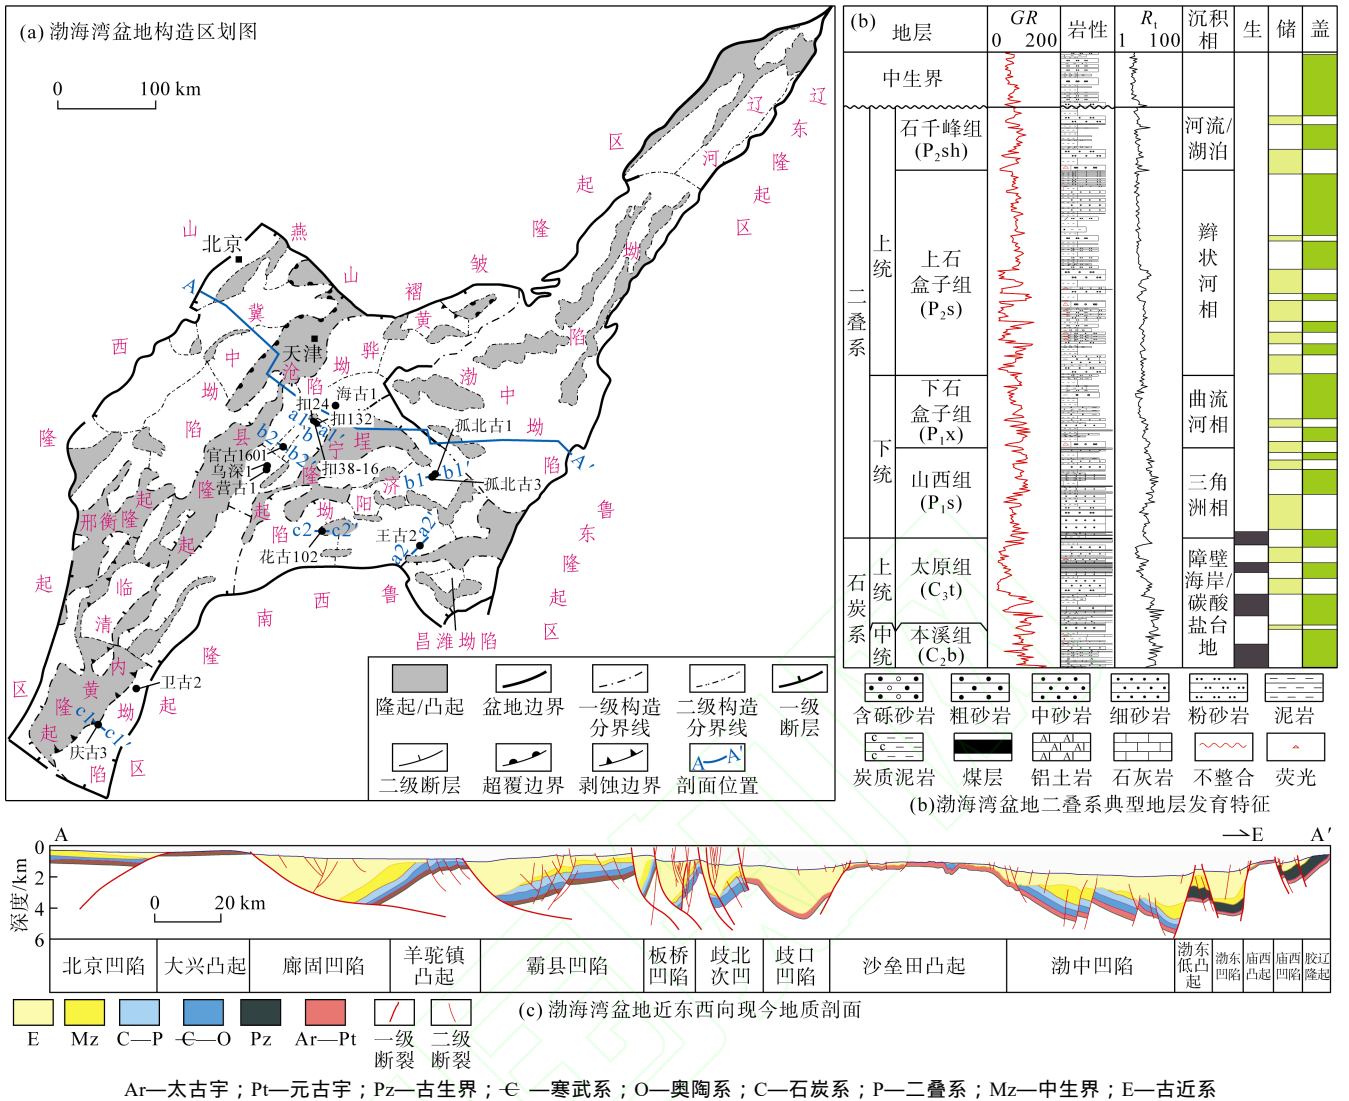 (a) 渤海湾盆地构造区划图
0 100 km
北京
天津
山
燕
山
褶
皱
隆
起
区
辽
东
隆
起
区
辽
河
坳
陷
西
隆
起
区
冀
中
坳
陷
沧
县
隆
起
黄
骅
坳
陷
渤
中
坳
陷
埕
宁
隆
起
济
阳
坳
陷
邢衡隆
起
临
清
坳
陷
内
黄
隆
起
鲁
西
南
隆
起
区
鲁
东
隆
起
区
昌潍坳陷
海古1
扣24
扣132
扣38-16
孤北古1
孤北古3
官古1601
乌深1
营古1
王古2
花古102
卫古2
庆古3
A
A′
a1
a1′
b2
b2′
b1
b1′
c2
c2′
a2
a2′
c1
c1′
隆起/凸起
盆地边界
一级构造
分界线
二级构造
分界线
一级
断层
二级断层
超覆边界
剥蚀边界
剖面位置
A A′
(b)
地层
GR
0 200
岩性
Rt
1 100
沉积
相
生
储
盖
中生界
二叠系
上统
石千峰组
(P2sh)
河流/
湖泊
上石
盒子组
(P2s)
辫状河相
下统
下石
盒子组
(P1x)
曲流
河相
山西组
(P1s)
三角
洲相
石炭系
上统
太原组
(C3t)
障壁
海岸/
碳酸
盐台
地
中统
本溪组
(C2b)
含砾砂岩 粗砂岩 中砂岩 细砂岩 粉砂岩 泥岩
炭质泥岩 煤层 铝土岩 石灰岩 不整合 荧光
(b)渤海湾盆地二叠系典型地层发育特征
A
E
A′
深度/km
0
2
4
6
0 20 km
北京凹陷 大兴凸起 廊固凹陷 羊驼镇凸起 霸县凹陷 板桥凹陷 歧北次凹 歧口凹陷 沙垒田凸起 渤中凹陷 渤东低凸起 渤东凹陷 庙西凸起 庙西凹陷 胶辽隆起
(c) 渤海湾盆地近东西向现今地质剖面
E Mz C—P Ꞓ—O Pz Ar—Pt 一级断裂 二级断裂
Ar—太古宇；Pt—元古宇；Pz—古生界；Ꞓ—寒武系；O—奥陶系；C—石炭系；P—二叠系；Mz—中生界；E—古近系